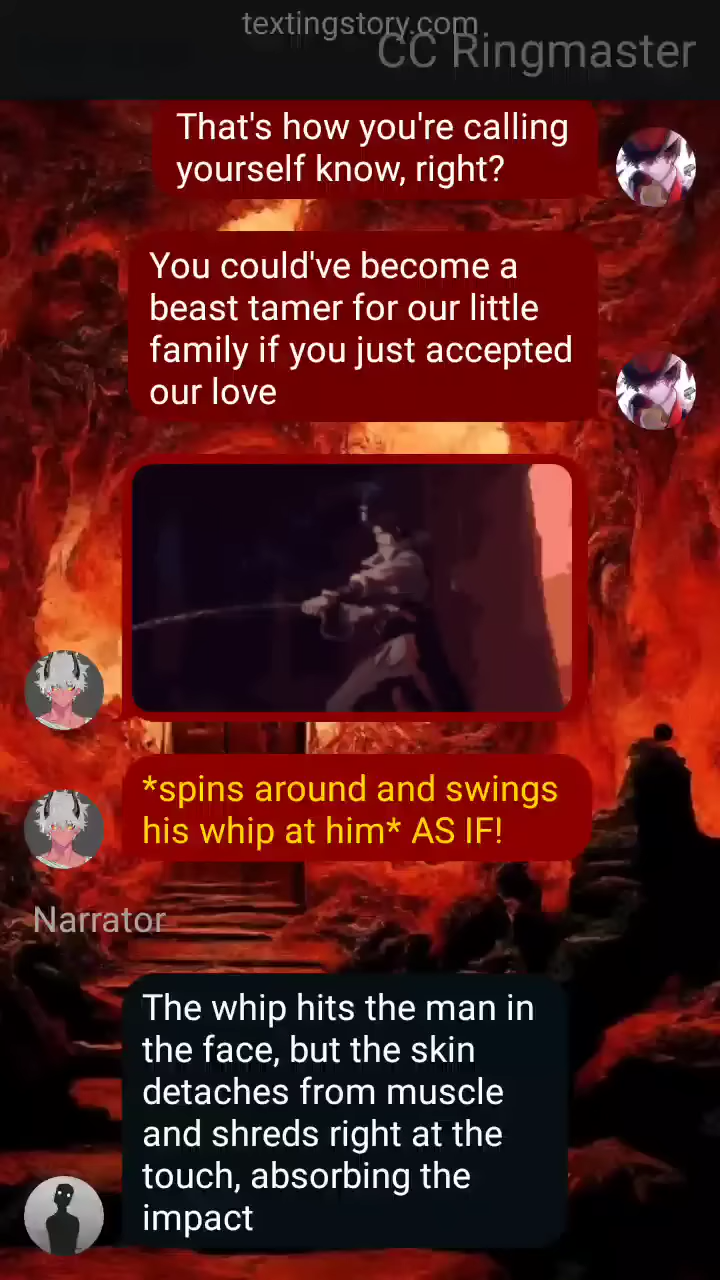 textingstory.com
CC Ringmaster
That's how you're calling
yourself know, right?
You could've become a
beast tamer for our little
family if you just accepted
our love
*spins around and swings
his whip at him* AS IF!
Narrator
The whip hits the man in
the face, but the skin
detaches from muscle
and shreds right at the
touch, absorbing the
impact